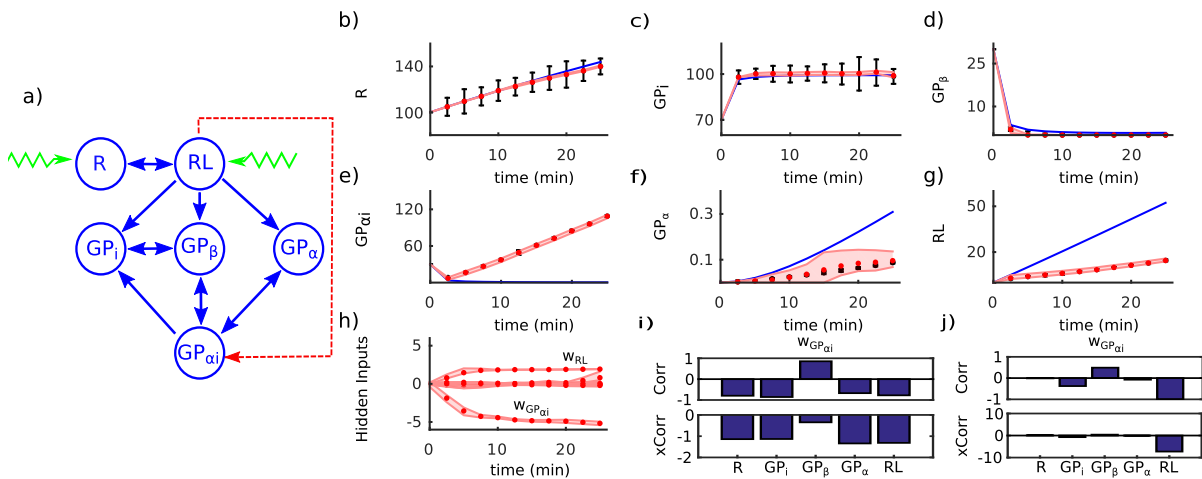 a)
R
RL
GPi
GPβ
GPα
GPαi
b)
R
140
100
0
10
20
time (min)
c)
GPi
100
70
0
10
20
time (min)
d)
GPβ
30
10
0
10
20
time (min)
e)
GPαi
120
60
0
10
20
time (min)
f)
GPα
0.3
0.1
0
10
20
time (min)
g)
RL
50
20
0
10
20
time (min)
h)
Hidden Inputs
5
0
-5
wRL
wGPαi
0
10
20
time (min)
i)
wGPαi
Corr
1
0
-1
xCorr
0
-1
-2
R GPi GPβ GPα RL
j)
wGPαi
Corr
1
0
-1
xCorr
10
0
-10
R GPi GPβ GPα RL